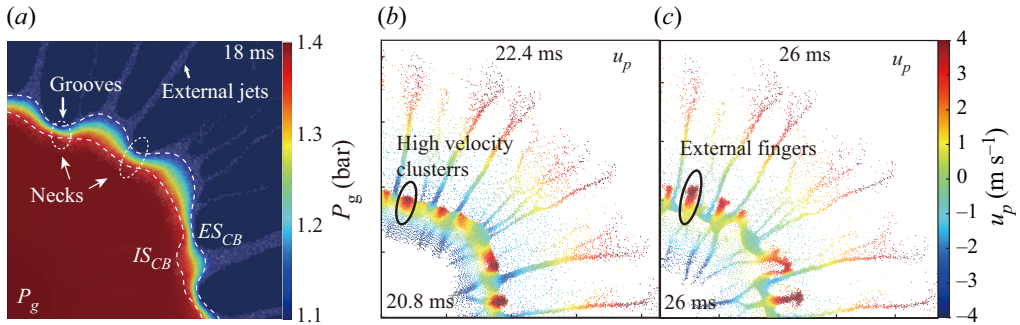 (a)
18 ms
Grooves
External jets
Necks
ES_CB
IS_CB
P_g
1.4
1.3
1.2
1.1
P_g (bar)
(b)
22.4 ms
u_p
High velocity
clusterrs
20.8 ms
(c)
26 ms
u_p
External fingers
26 ms
4
3
2
1
0
−1
−2
−3
−4
u_p (m s⁻¹)